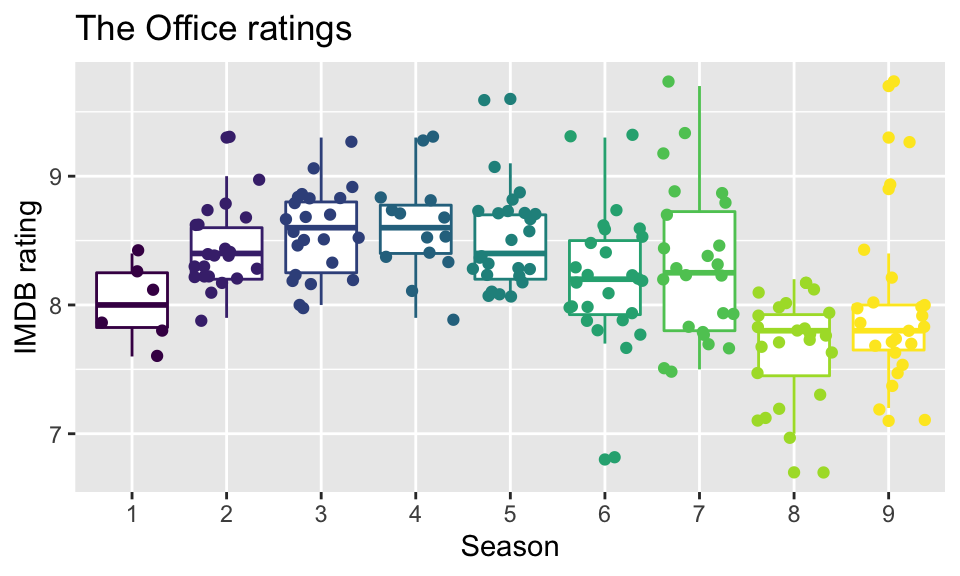 The Office ratings
IMDB rating
9
8
7
1 2 3 4 5 6 7 8 9
Season